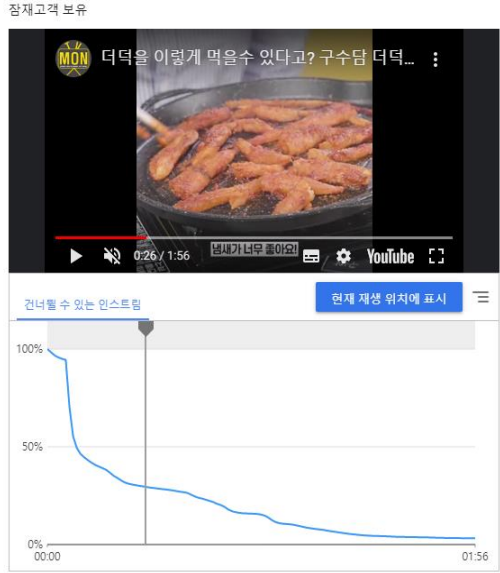 잠재고객 보유
MON
더덕을 이렇게 먹을수 있다고? 구수담 더덕...
냄새가 너무 좋아요!
0:26 / 1:56
YouTube
건너뛸 수 있는 인스트림
현재 재생 위치에 표시
100%
50%
0%
00:00
01:56